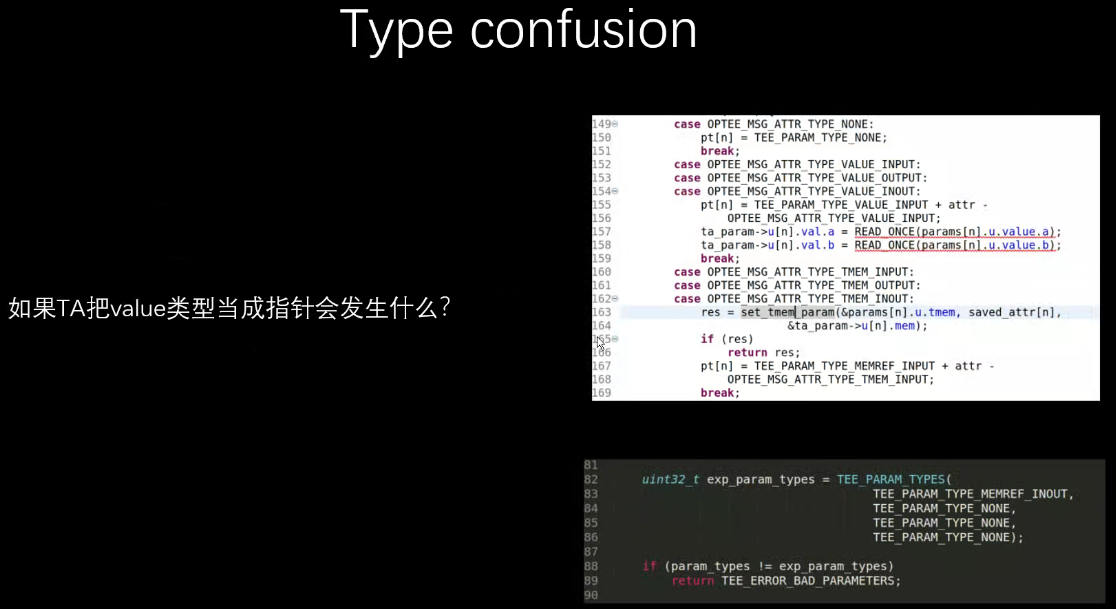 Type confusion
如果TA把value类型当成指针会发生什么?
149 case OPTEE_MSG_ATTR_TYPE_NONE:
150 pt[n] = TEE_PARAM_TYPE_NONE;
151 break;
152 case OPTEE_MSG_ATTR_TYPE_VALUE_INPUT:
153 case OPTEE_MSG_ATTR_TYPE_VALUE_OUTPUT:
154 case OPTEE_MSG_ATTR_TYPE_VALUE_INOUT:
155 pt[n] = TEE_PARAM_TYPE_VALUE_INPUT + attr -
156 OPTEE_MSG_ATTR_TYPE_VALUE_INPUT;
157 ta_param->u[n].val.a = READ_ONCE(params[n].u.value.a);
158 ta_param->u[n].val.b = READ_ONCE(params[n].u.value.b);
159 break;
160 case OPTEE_MSG_ATTR_TYPE_TMEM_INPUT:
161 case OPTEE_MSG_ATTR_TYPE_TMEM_OUTPUT:
162 case OPTEE_MSG_ATTR_TYPE_TMEM_INOUT:
163 res = set_tmem_param(&params[n].u.tmem, saved_attr[n],
164 &ta_param->u[n].mem);
165 if (res)
166 return res;
167 pt[n] = TEE_PARAM_TYPE_MEMREF_INPUT + attr -
168 OPTEE_MSG_ATTR_TYPE_TMEM_INPUT;
169 break;
81
82 uint32_t exp_param_types = TEE_PARAM_TYPES(
83 TEE_PARAM_TYPE_MEMREF_INOUT,
84 TEE_PARAM_TYPE_NONE,
85 TEE_PARAM_TYPE_NONE,
86 TEE_PARAM_TYPE_NONE);
87
88 if (param_types != exp_param_types)
89 return TEE_ERROR_BAD_PARAMETERS;
90